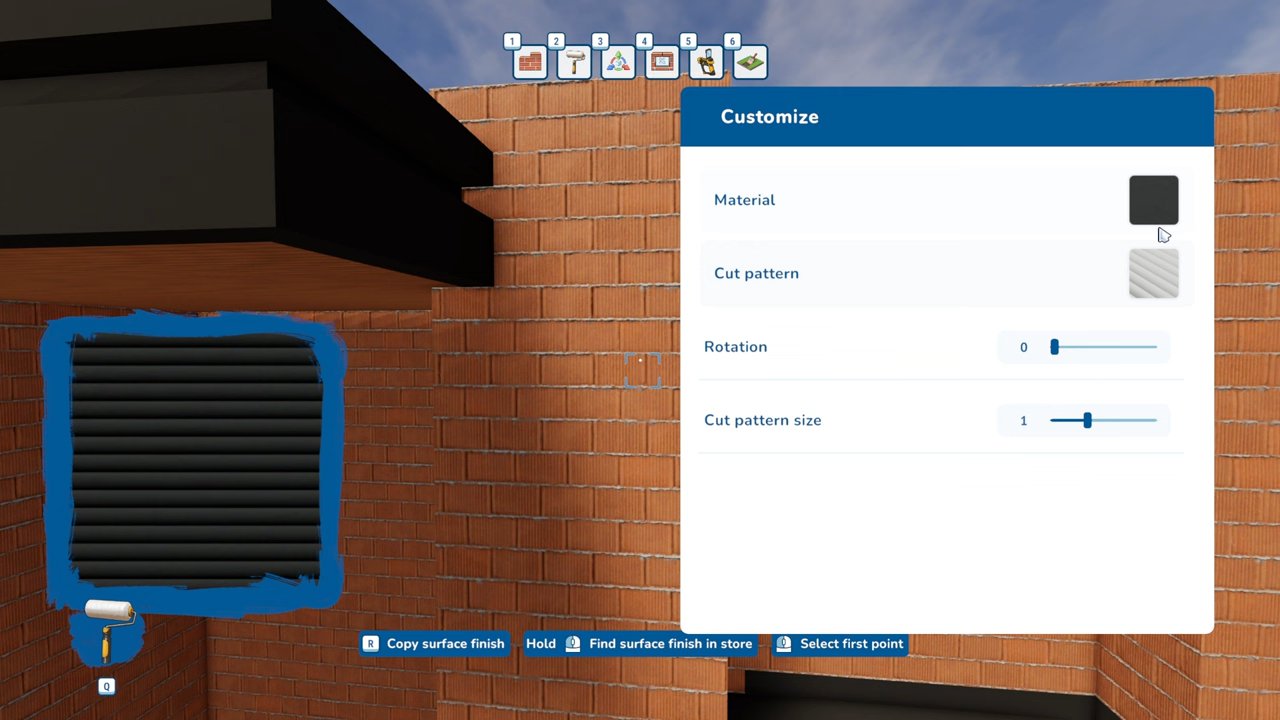 1 2 3 4 5 6
Customize
Material
Cut pattern
Rotation 0
Cut pattern size 1
R Copy surface finish Hold Find surface finish in store Select first point
Q